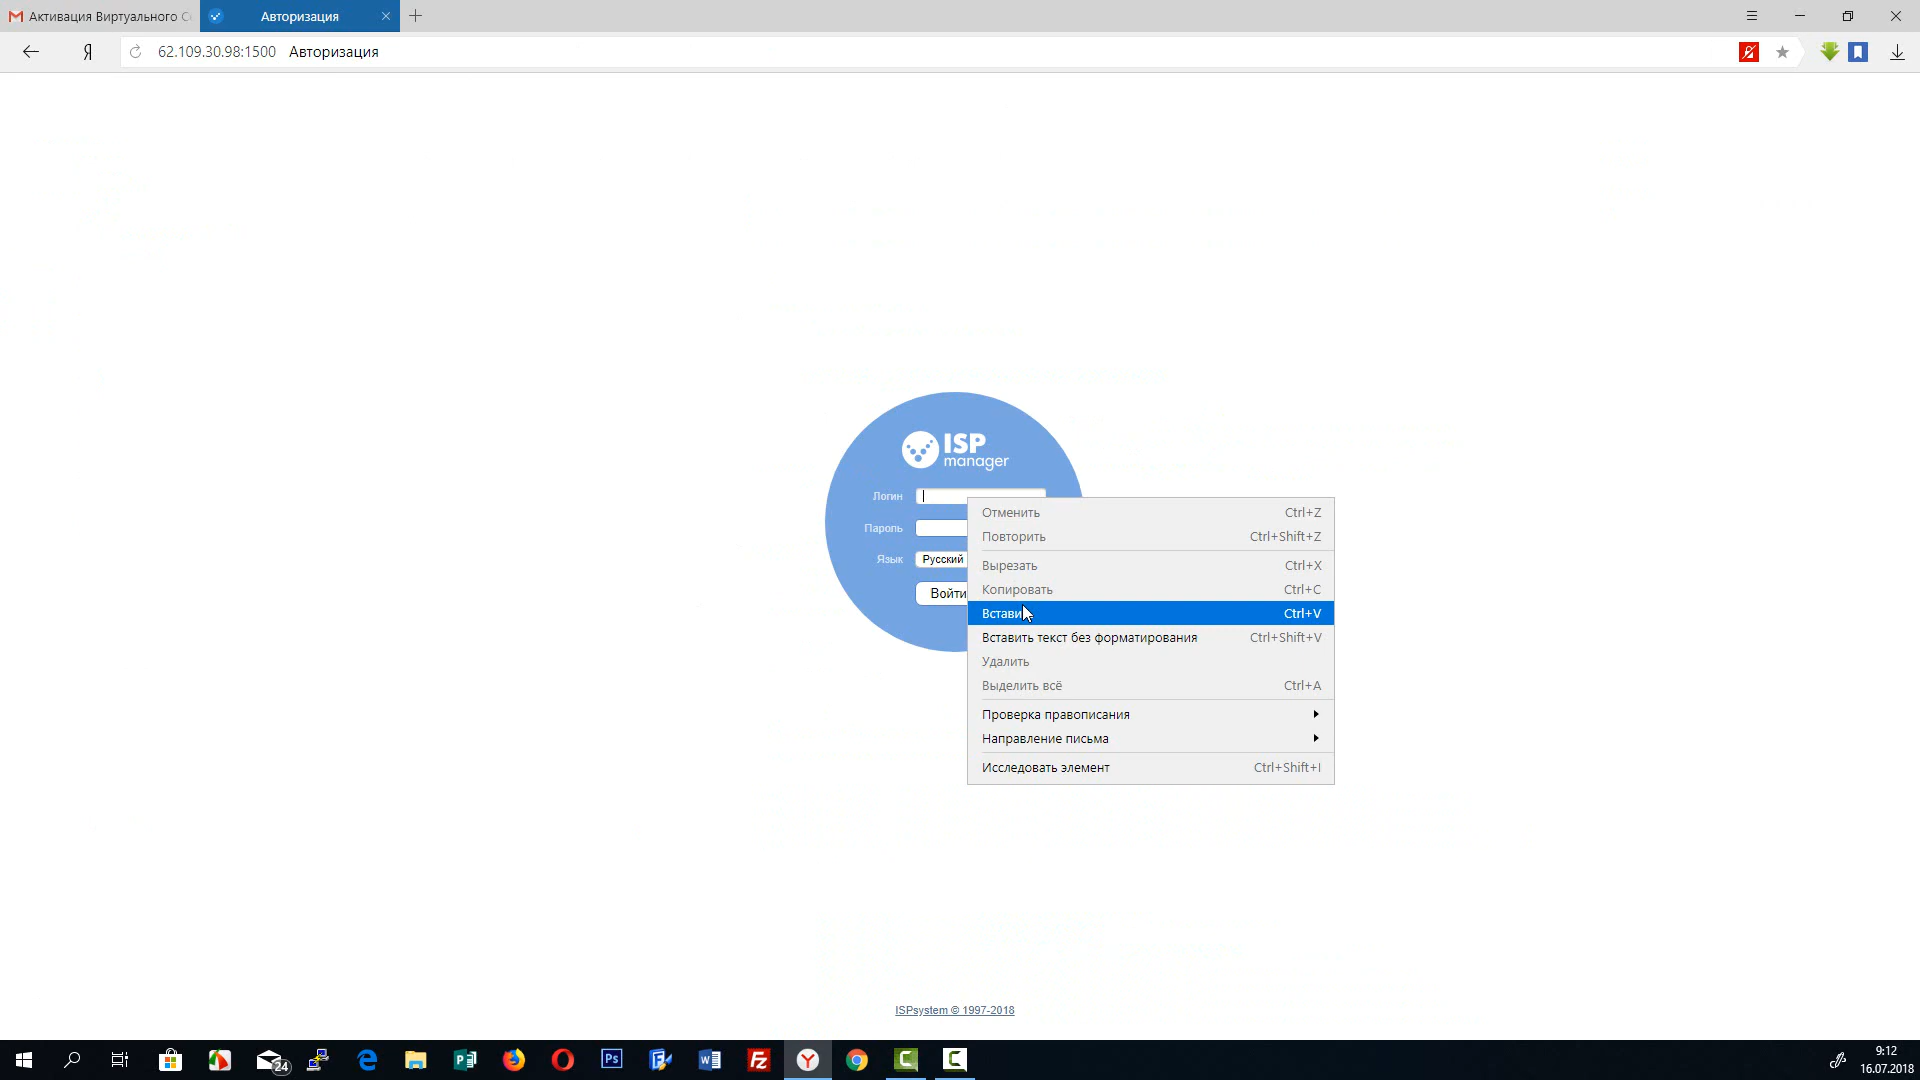 Активация Виртуального С
Авторизация
Я
62.109.30.98:1500 Авторизация
ISP
manager
Логин
Пароль
Язык
Русский
Войти
Отменить Ctrl+Z
Повторить Ctrl+Shift+Z
Вырезать Ctrl+X
Копировать Ctrl+C
Встави Ctrl+V
Вставить текст без форматирования Ctrl+Shift+V
Удалить
Выделить всё Ctrl+A
Проверка правописания
Направление письма
Исследовать элемент Ctrl+Shift+I
ISPsystem © 1997-2018
24
Ps
Fz
9:12
16.07.2018